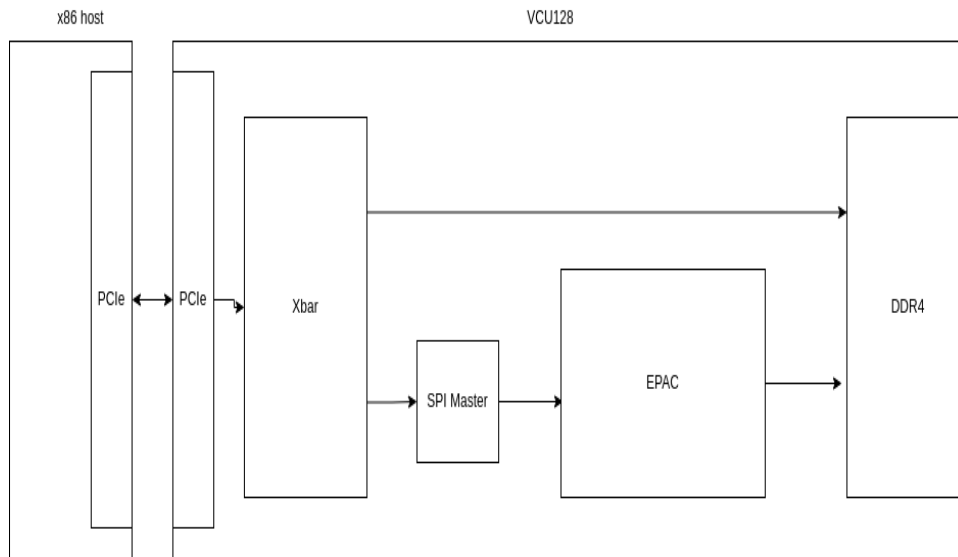 x86 host
VCU128
PCIe
PCIe
Xbar
SPI Master
EPAC
DDR4